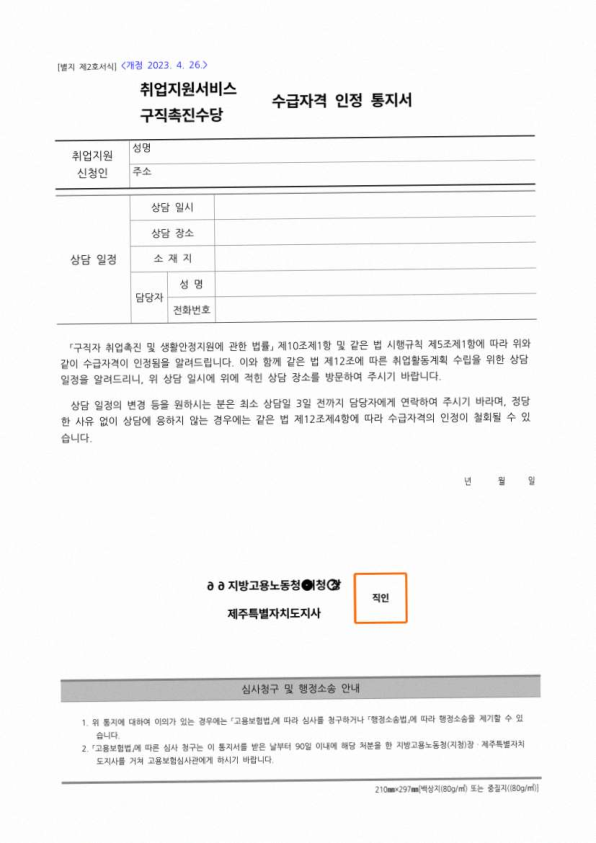 [별지 제2호서식] <개정 2023. 4. 26.>
취업지원서비스
구직촉진수당
수급자격 인정 통지서
취업지원
신청인
성명
주소
상담 일정
상담 일시
상담 장소
소 재 지
담당자
성 명
전화번호
「구직자 취업촉진 및 생활안정지원에 관한 법률」 제10조제1항 및 같은 법 시행규칙 제5조제1항에 따라 위와
같이 수급자격이 인정됨을 알려드립니다. 이와 함께 같은 법 제12조에 따른 취업활동계획 수립을 위한 상담
일정을 알려드리니, 위 상담 일시에 위에 적힌 상담 장소를 방문하여 주시기 바랍니다.
상담 일정의 변경 등을 원하시는 분은 최소 상담일 3일 전까지 담당자에게 연락하여 주시기 바라며, 정당
한 사유 없이 상담에 응하지 않는 경우에는 같은 법 제12조제4항에 따라 수급자격의 인정이 철회될 수 있
습니다.
년 월 일
∂ ∂ 지방고용노동청
제주특별자치도지사
직인
심사청구 및 행정소송 안내
1. 위 통지에 대하여 이의가 있는 경우에는 「고용보험법」에 따라 심사를 청구하거나 「행정소송법」에 따라 행정소송을 제기할 수 있
습니다.
2. 「고용보험법」에 따른 심사 청구는 이 통지서를 받은 날부터 90일 이내에 해당 처분을 한 지방고용노동청(지청)장ㆍ제주특별자치
도지사를 거쳐 고용보험심사관에게 하시기 바랍니다.
210㎜×297㎜[백상지(80g/㎡) 또는 중질지((80g/㎡)]